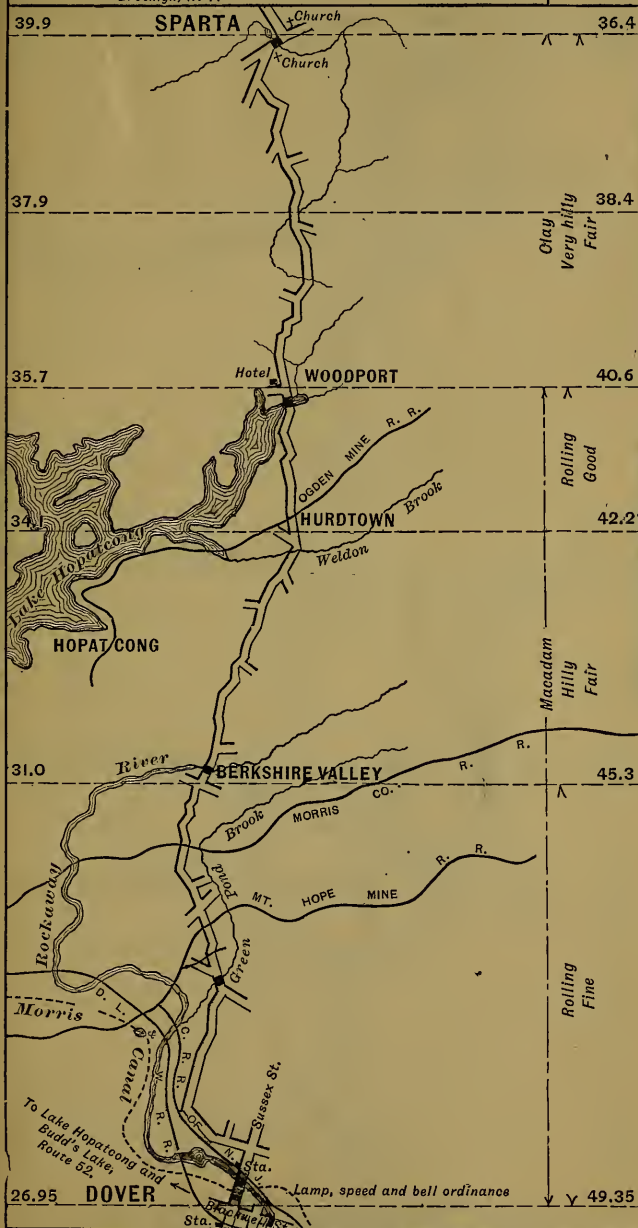 39.9
SPARTA
Church
36.4
Church
37.9
38.4
Clay
Very hilly
Fair
Hotel
35.7
WOODPORT
40.6
OGDEN MINE R. R.
Rolling
Good
34.1
HURDTOWN
42.2
Brook
Weldon
Lake Hopatcong
HOPATCONG
Macadam
Hilly
Fair
River
31.0
BERKSHIRE VALLEY
45.3
MORRIS CO. R. R.
Brook
Pond
MT. HOPE MINE R. R.
Rockaway
Green
Rolling
Fine
Morris
Canal
D. L. & W. R. R.
C. R. R. OF N. J.
Sussex St.
To Lake Hopatcong and
Budd's Lake,
Route 52.
Sta.
Lamp, speed and bell ordinance
26.95
DOVER
49.35
Sta.
St.